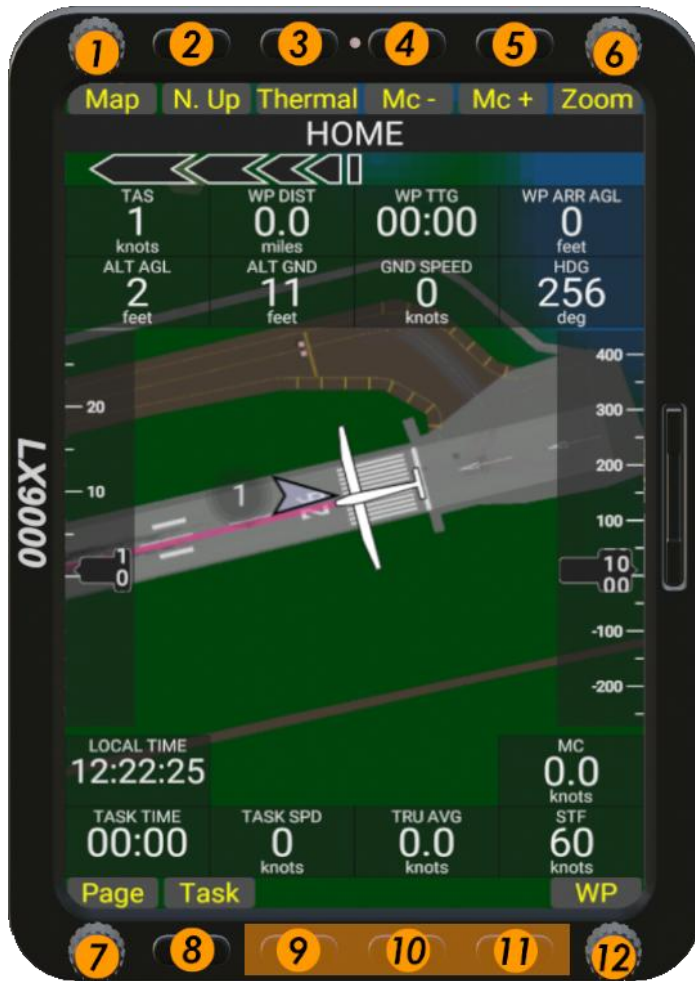 1 2 3 4 5 6
Map N. Up Thermal Mc - Mc + Zoom
HOME
TAS WP DIST WP TTG WP ARR AGL
1 0.0 00:00 0
knots miles feet
ALT AGL ALT GND GND SPEED HDG
2 11 0 256
feet feet knots deg
400
300
20
200
10 1
100
1
0
10
00
-100
-200
LX9000
LOCAL TIME MC
12:22:25 0.0
knots
TASK TIME TASK SPD TRU AVG STF
00:00 0 0.0 60
knots knots knots
Page Task WP
7 8 9 10 11 12